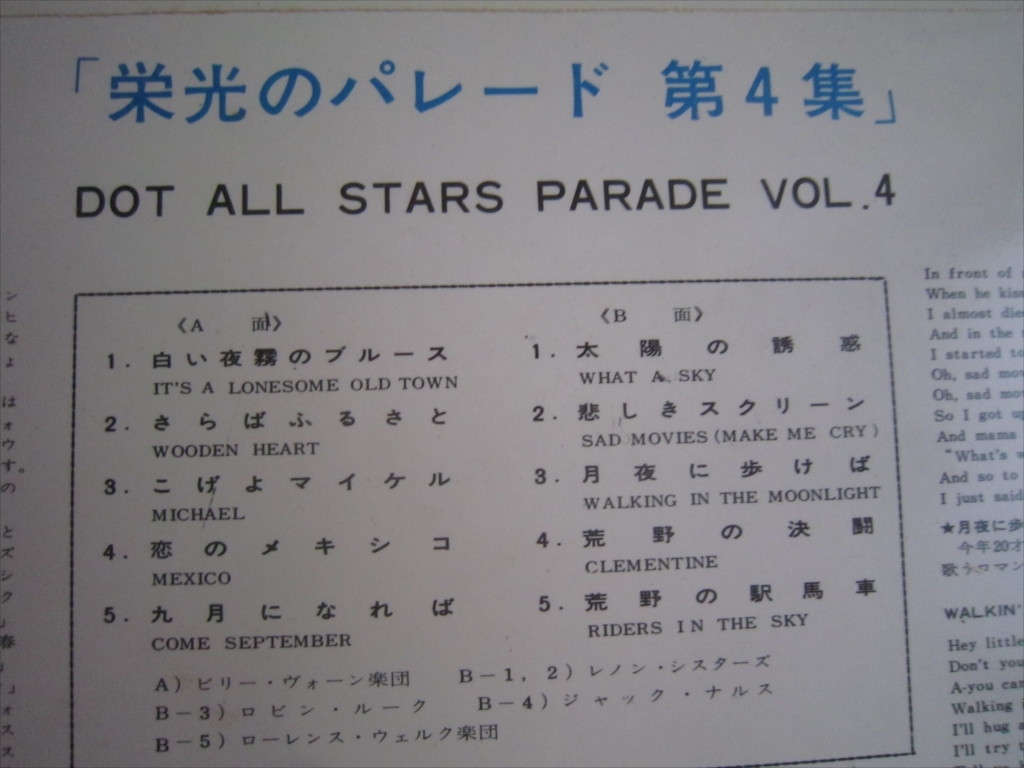 「栄光のパレード 第4集」
DOT ALL STARS PARADE VOL.4
《A 面》
1. 白い夜霧のブルース
IT'S A LONESOME OLD TOWN
2. さらばふるさと
WOODEN HEART
3. こげよマイケル
MICHAEL
4. 恋のメキシコ
MEXICO
5. 九月になれば
COME SEPTEMBER
《B 面》
1. 太陽の誘惑
WHAT A SKY
2. 悲しきスクリーン
SAD MOVIES (MAKE ME CRY)
3. 月夜に歩けば
WALKING IN THE MOONLIGHT
4. 荒野の決闘
CLEMENTINE
5. 荒野の駅馬車
RIDERS IN THE SKY
A) ビリー・ヴォーン楽団 B-1, 2) レノン・シスターズ
B-3) ロビン・ルーク B-4) ジャック・ナルス
B-5) ローレンス・ウェルク楽団
In front of
When he kiss
I almost die
And in the
I started to
Oh, sad mov
Oh, sad mov
So I got up
And mama
"What's w
And so to
I just said
★月夜に歩
今年20才
歌うロマン
WALKIN'
Hey little
Don't you
A-you can
Walking i
I'll hug a
I'll try t